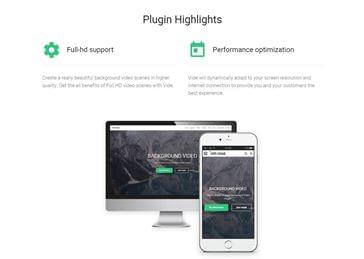 Plugin Highlights
Full-hd support
Create a really beautiful background video scenes in higher
quality. Get the all benefits of Full HD video scenes with Vide.
Performance optimization
Vide will dynamically adapt to your screen resolution and
internet connection to provide you and your customers the
best experience.
BACKGROUND VIDEO
BACKGROUND VIDEO